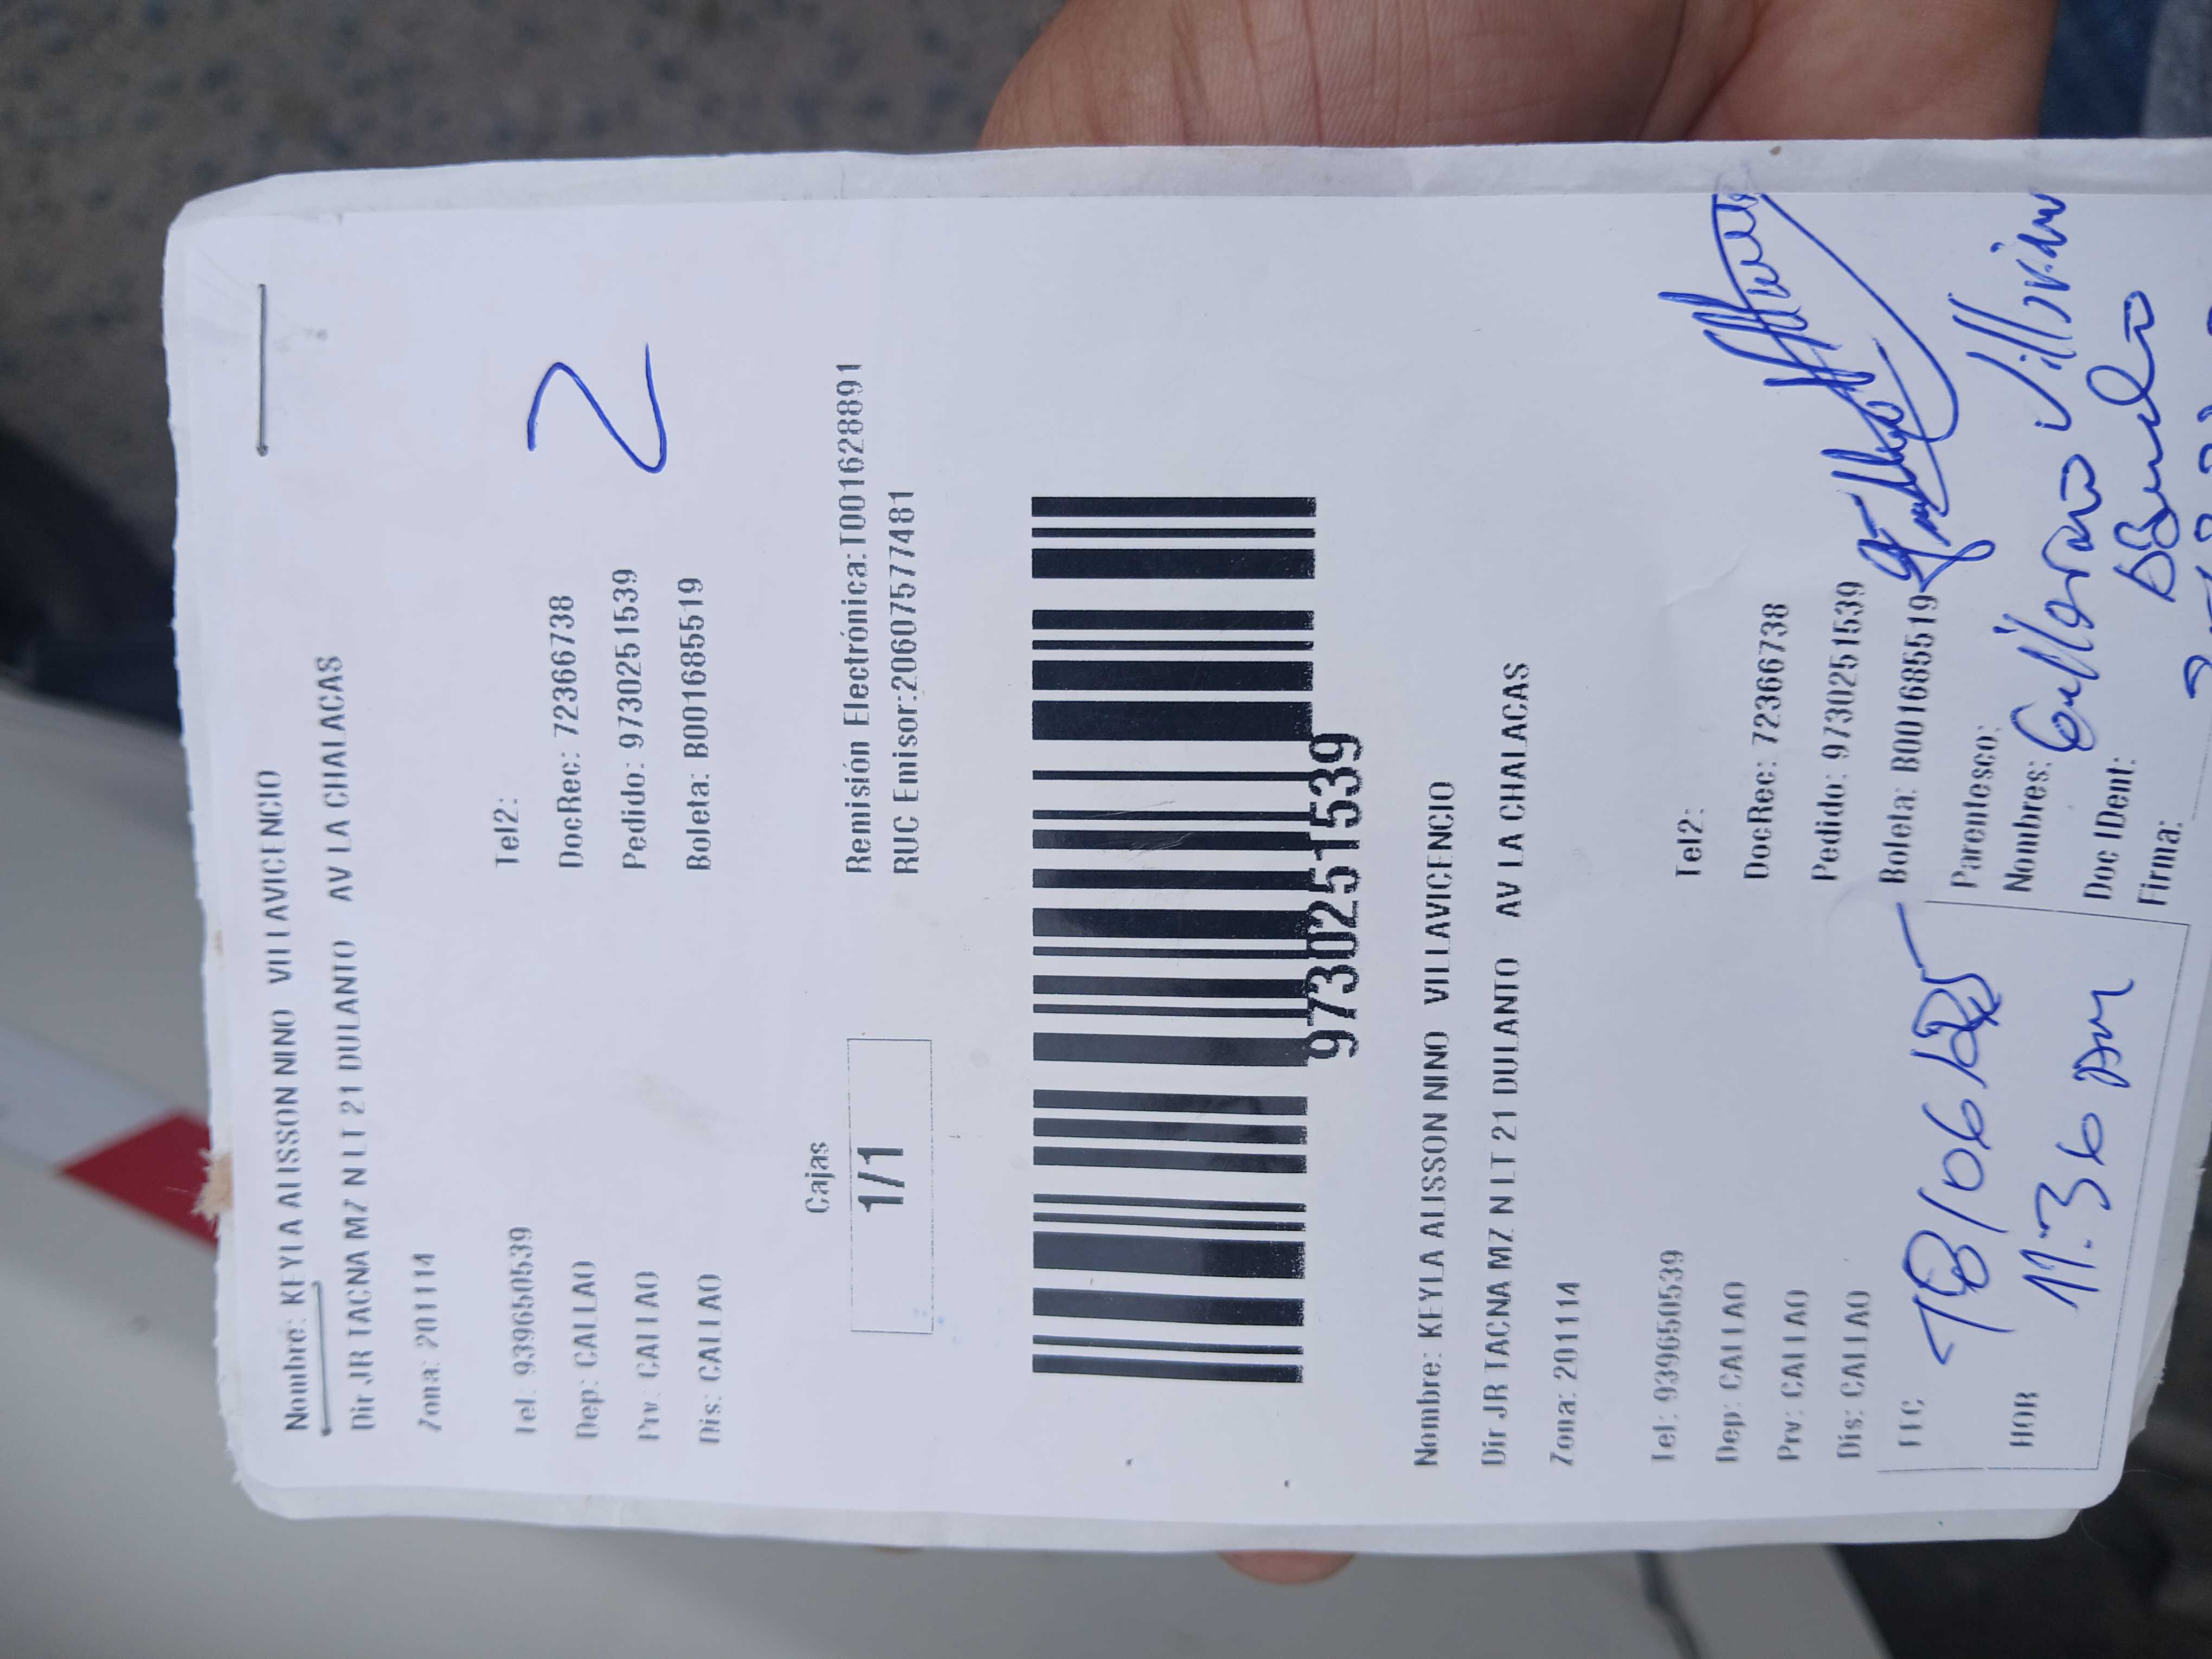 Nombre: KEYLA ALISSON NINO VILLAVICENCIO
Dir JR TACNA MZ N LT 21 DULANTO AV LA CHALACAS
Zona: 201114
Tel: 939650539 Tel2:
Dep: CALLAO DocRec: 72366738
Prv: CALLAO Pedido: 9730251539
Dis: CALLAO Boleta: B001685519
2
Cajas
1/1
Remisión Electrónica:T001628891
RUC Emisor:20607577481
9730251539
Nombre: KEYLA ALISSON NINO VILLAVICENCIO
Dir JR TACNA MZ N LT 21 DULANTO AV LA CHALACAS
Zona: 201114
Tel: 939650539 Tel2:
Dep: CALLAO DocRec: 72366738
Prv: CALLAO Pedido: 9730251539
Dis: CALLAO Boleta: B001685519
FEC 18/06/25 Parentesco:
HOR 11:36 am Nombres:
Doc IDent:
Firma: